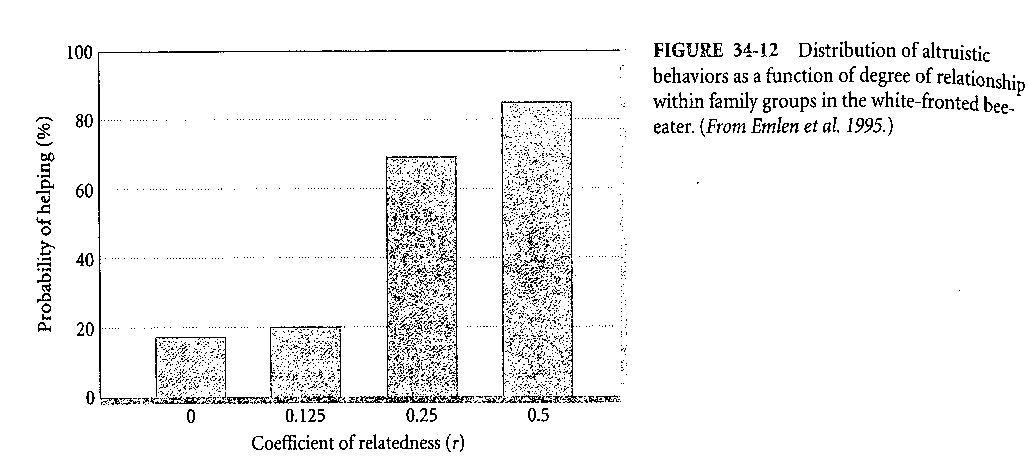 100
80
60
40
20
0
Probability of helping (%)
0 0.125 0.25 0.5
Coefficient of relatedness (r)
FIGURE 34-12 Distribution of altruistic
behaviors as a function of degree of relationship
within family groups in the white-fronted bee-
eater. (From Emlen et al. 1995.)